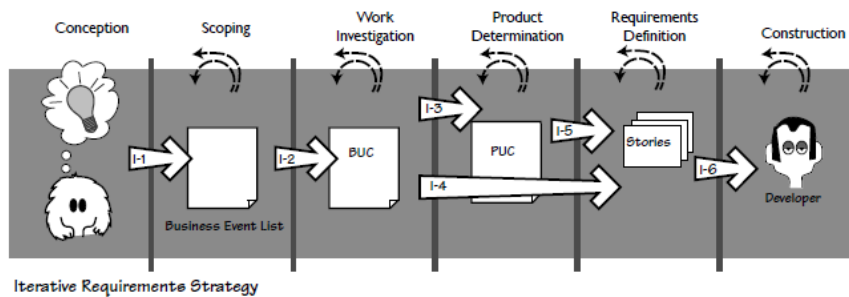 Conception
Scoping
Work
Investigation
Product
Determination
Requirements
Definition
Construction
I-1
Business Event List
I-2
BUC
I-3
I-4
PUC
I-5
Stories
I-6
Developer
Iterative Requirements Strategy